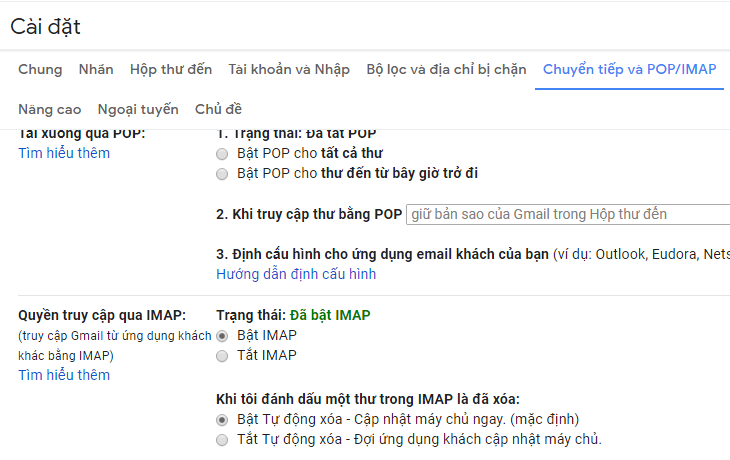 Cài đặt
Chung Nhãn Hộp thư đến Tài khoản và Nhập Bộ lọc và địa chỉ bị chặn Chuyển tiếp và POP/IMAP
Nâng cao Ngoại tuyến Chủ đề
Tải xuống qua POP: 1. Trạng thái: Đã tắt POP
Tìm hiểu thêm Bật POP cho tất cả thư
Bật POP cho thư đến từ bây giờ trở đi
2. Khi truy cập thư bằng POP giữ bản sao của Gmail trong Hộp thư đến
3. Định cấu hình cho ứng dụng email khách của bạn (ví dụ: Outlook, Eudora, Nets
Hướng dẫn định cấu hình
Quyền truy cập qua IMAP: Trạng thái: Đã bật IMAP
(truy cập Gmail từ ứng dụng khách Bật IMAP
khác bằng IMAP) Tắt IMAP
Tìm hiểu thêm
Khi tôi đánh dấu một thư trong IMAP là đã xóa:
Bật Tự động xóa - Cập nhật máy chủ ngay. (mặc định)
Tắt Tự động xóa - Đợi ứng dụng khách cập nhật máy chủ.